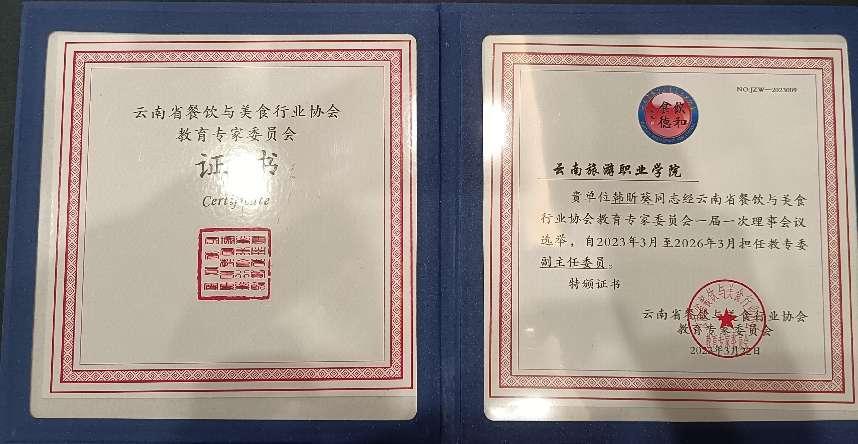 云南省餐饮与美食行业协会
教育专家委员会
证书
Certificate
NO:JZW—2023009
食饮
德和
云南旅游职业学院
贵单位韩昕葵同志经云南省餐饮与美食
行业协会教育专家委员会一届一次理事会议
选举，自2023年3月至2026年3月担任教专委
副主任委员。
特颁证书
云南省餐饮与美食行业协会
教育专家委员会
2023年3月22日